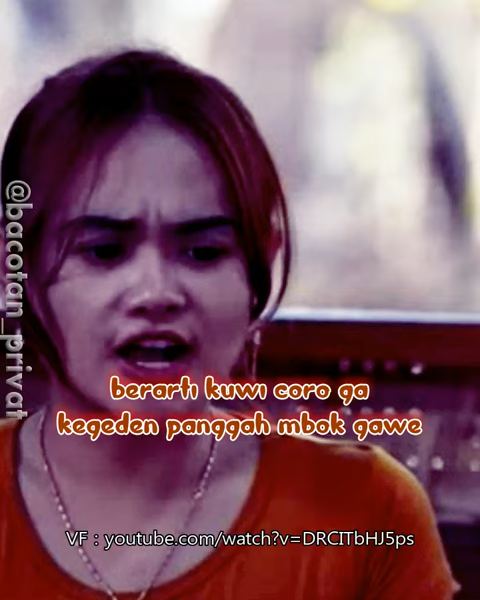 @bacotan_privat
berarti kuwi coro ga
kegeden panggah mbok gawe
VF : youtube.com/watch?v=DRCITbHJ5ps